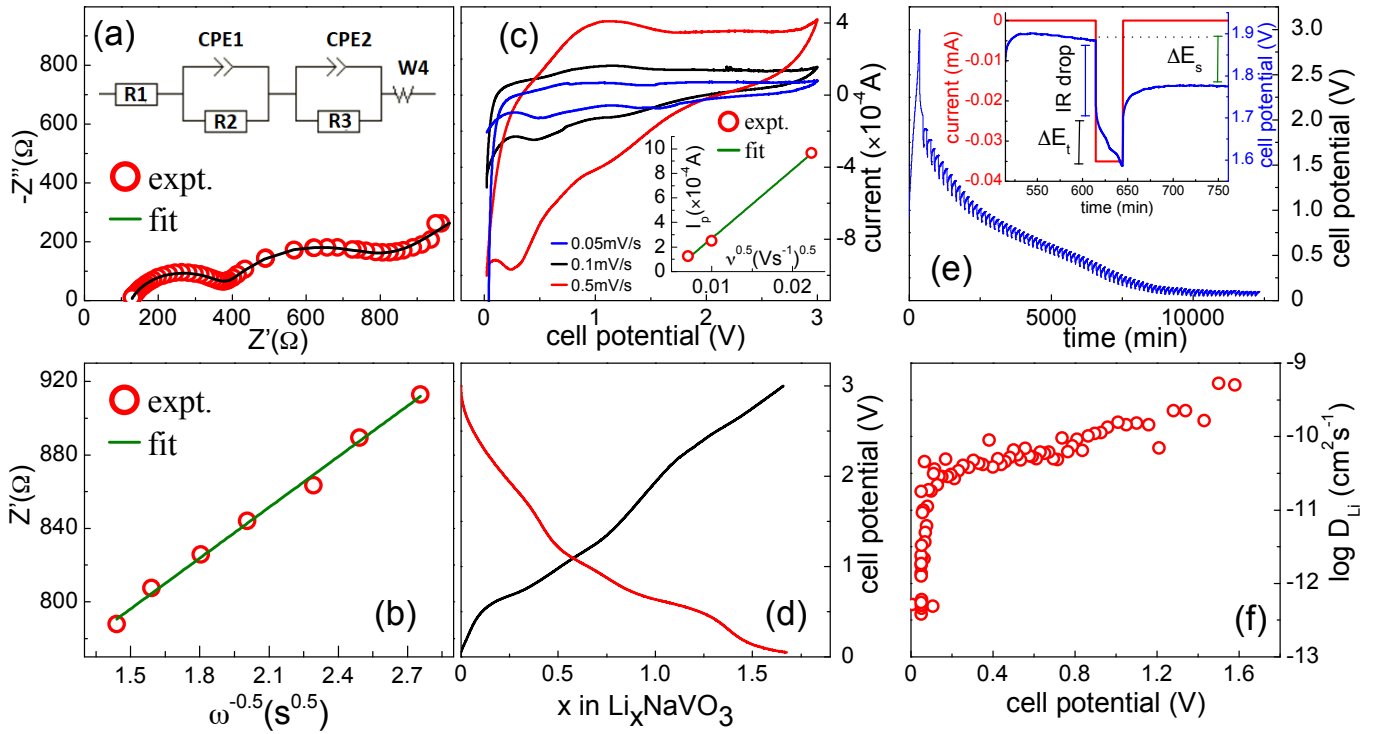 (a)
CPE1
CPE2
W4
R1
R2
R3
expt.
fit
-Z''(Ω)
1000
800
600
400
200
0
200 400 600 800
Z'(Ω)
(c)
4
0
-4
-8
current (×10⁻⁴A)
expt.
fit
10
8
6
4
2
0
Iₚ(×10⁻⁴A)
ν⁰·⁵(Vs⁻¹)⁰·⁵
0.01 0.02
0.05mV/s
0.1mV/s
0.5mV/s
0 1 2 3
cell potential (V)
(e)
0
-0.01
-0.02
-0.03
-0.04
current (mA)
IR drop
ΔEₜ
ΔEₛ
1.9
1.8
1.7
1.6
cell potential (V)
550 600 650 700 750
time (min)
3.0
2.5
2.0
1.5
1.0
0.5
0
cell potential (V)
0 5000 10000
time (min)
(b)
expt.
fit
920
880
840
800
Z'(Ω)
1.5 1.8 2.1 2.4 2.7
ω⁻⁰·⁵(s⁰·⁵)
(d)
3
2
1
0
cell potential (V)
0.0 0.5 1.0 1.5
x in LiₓNaVO₃
(f)
-9
-10
-11
-12
-13
log D_Li (cm²s⁻¹)
0.0 0.4 0.8 1.2 1.6
cell potential (V)